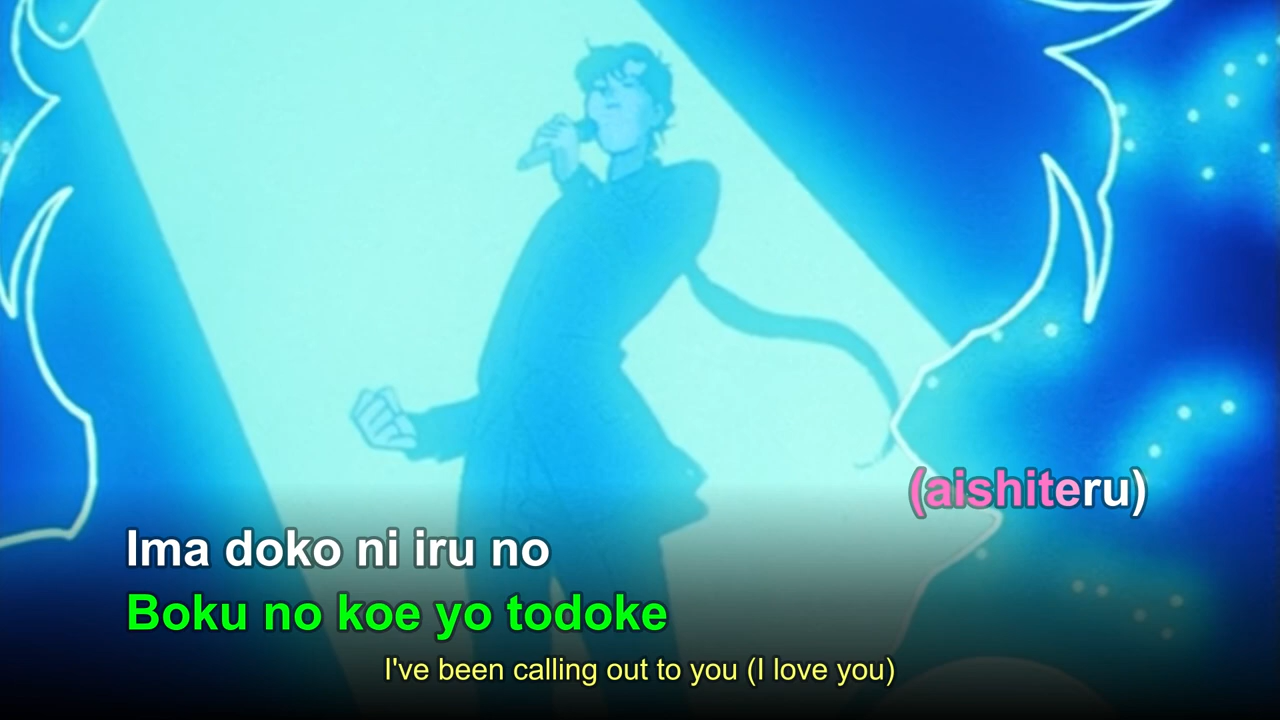 (aishiteru)
Ima doko ni iru no
Boku no koe yo todoke
I've been calling out to you (I love you)